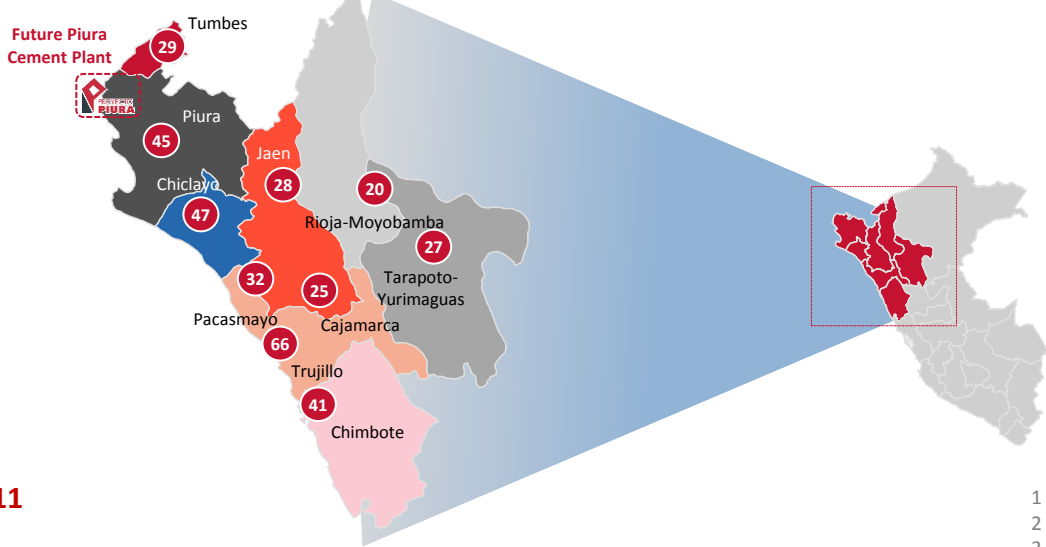 Tumbes
Future Piura
Cement Plant
29
PIURA
Piura
45
Jaen
Chiclayo
28
20
47
Rioja-Moyobamba
27
32
25
Tarapoto-
Yurimaguas
Pacasmayo
Cajamarca
66
Trujillo
41
Chimbote
11
1
2